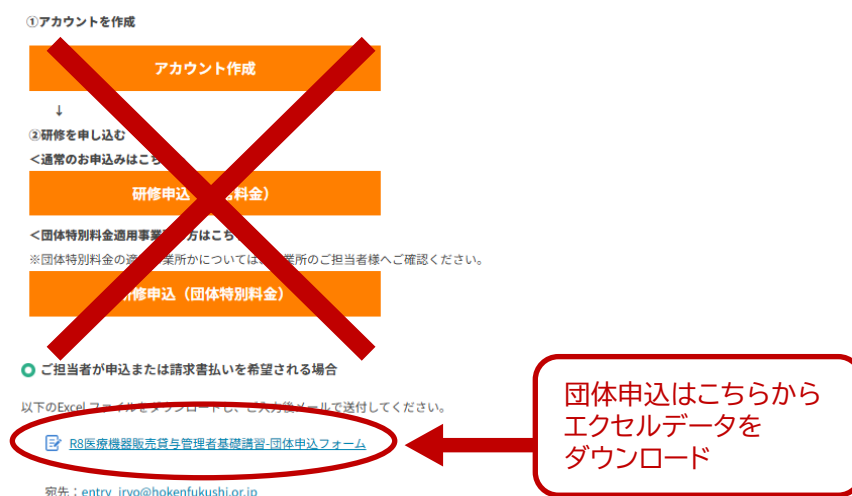 ①アカウントを作成
アカウント作成
↓
②研修を申し込む
<通常のお申込みはこち
研修申込 料金）
<団体特別料金適用事業 方はこち
※団体特別料金の適 業所かについては 業所のご担当者様へご確認ください。
修申込（団体特別料金）
ご担当者が申込または請求書払いを希望される場合
以下のExcel ファイルをダウンロードし、ご入力後メールで送付してください。
R8医療機器販売貸与管理者基礎講習-団体申込フォーム
宛先：entry_iryo@hokenfukushi.or.jp
団体申込はこちらから
エクセルデータを
ダウンロード